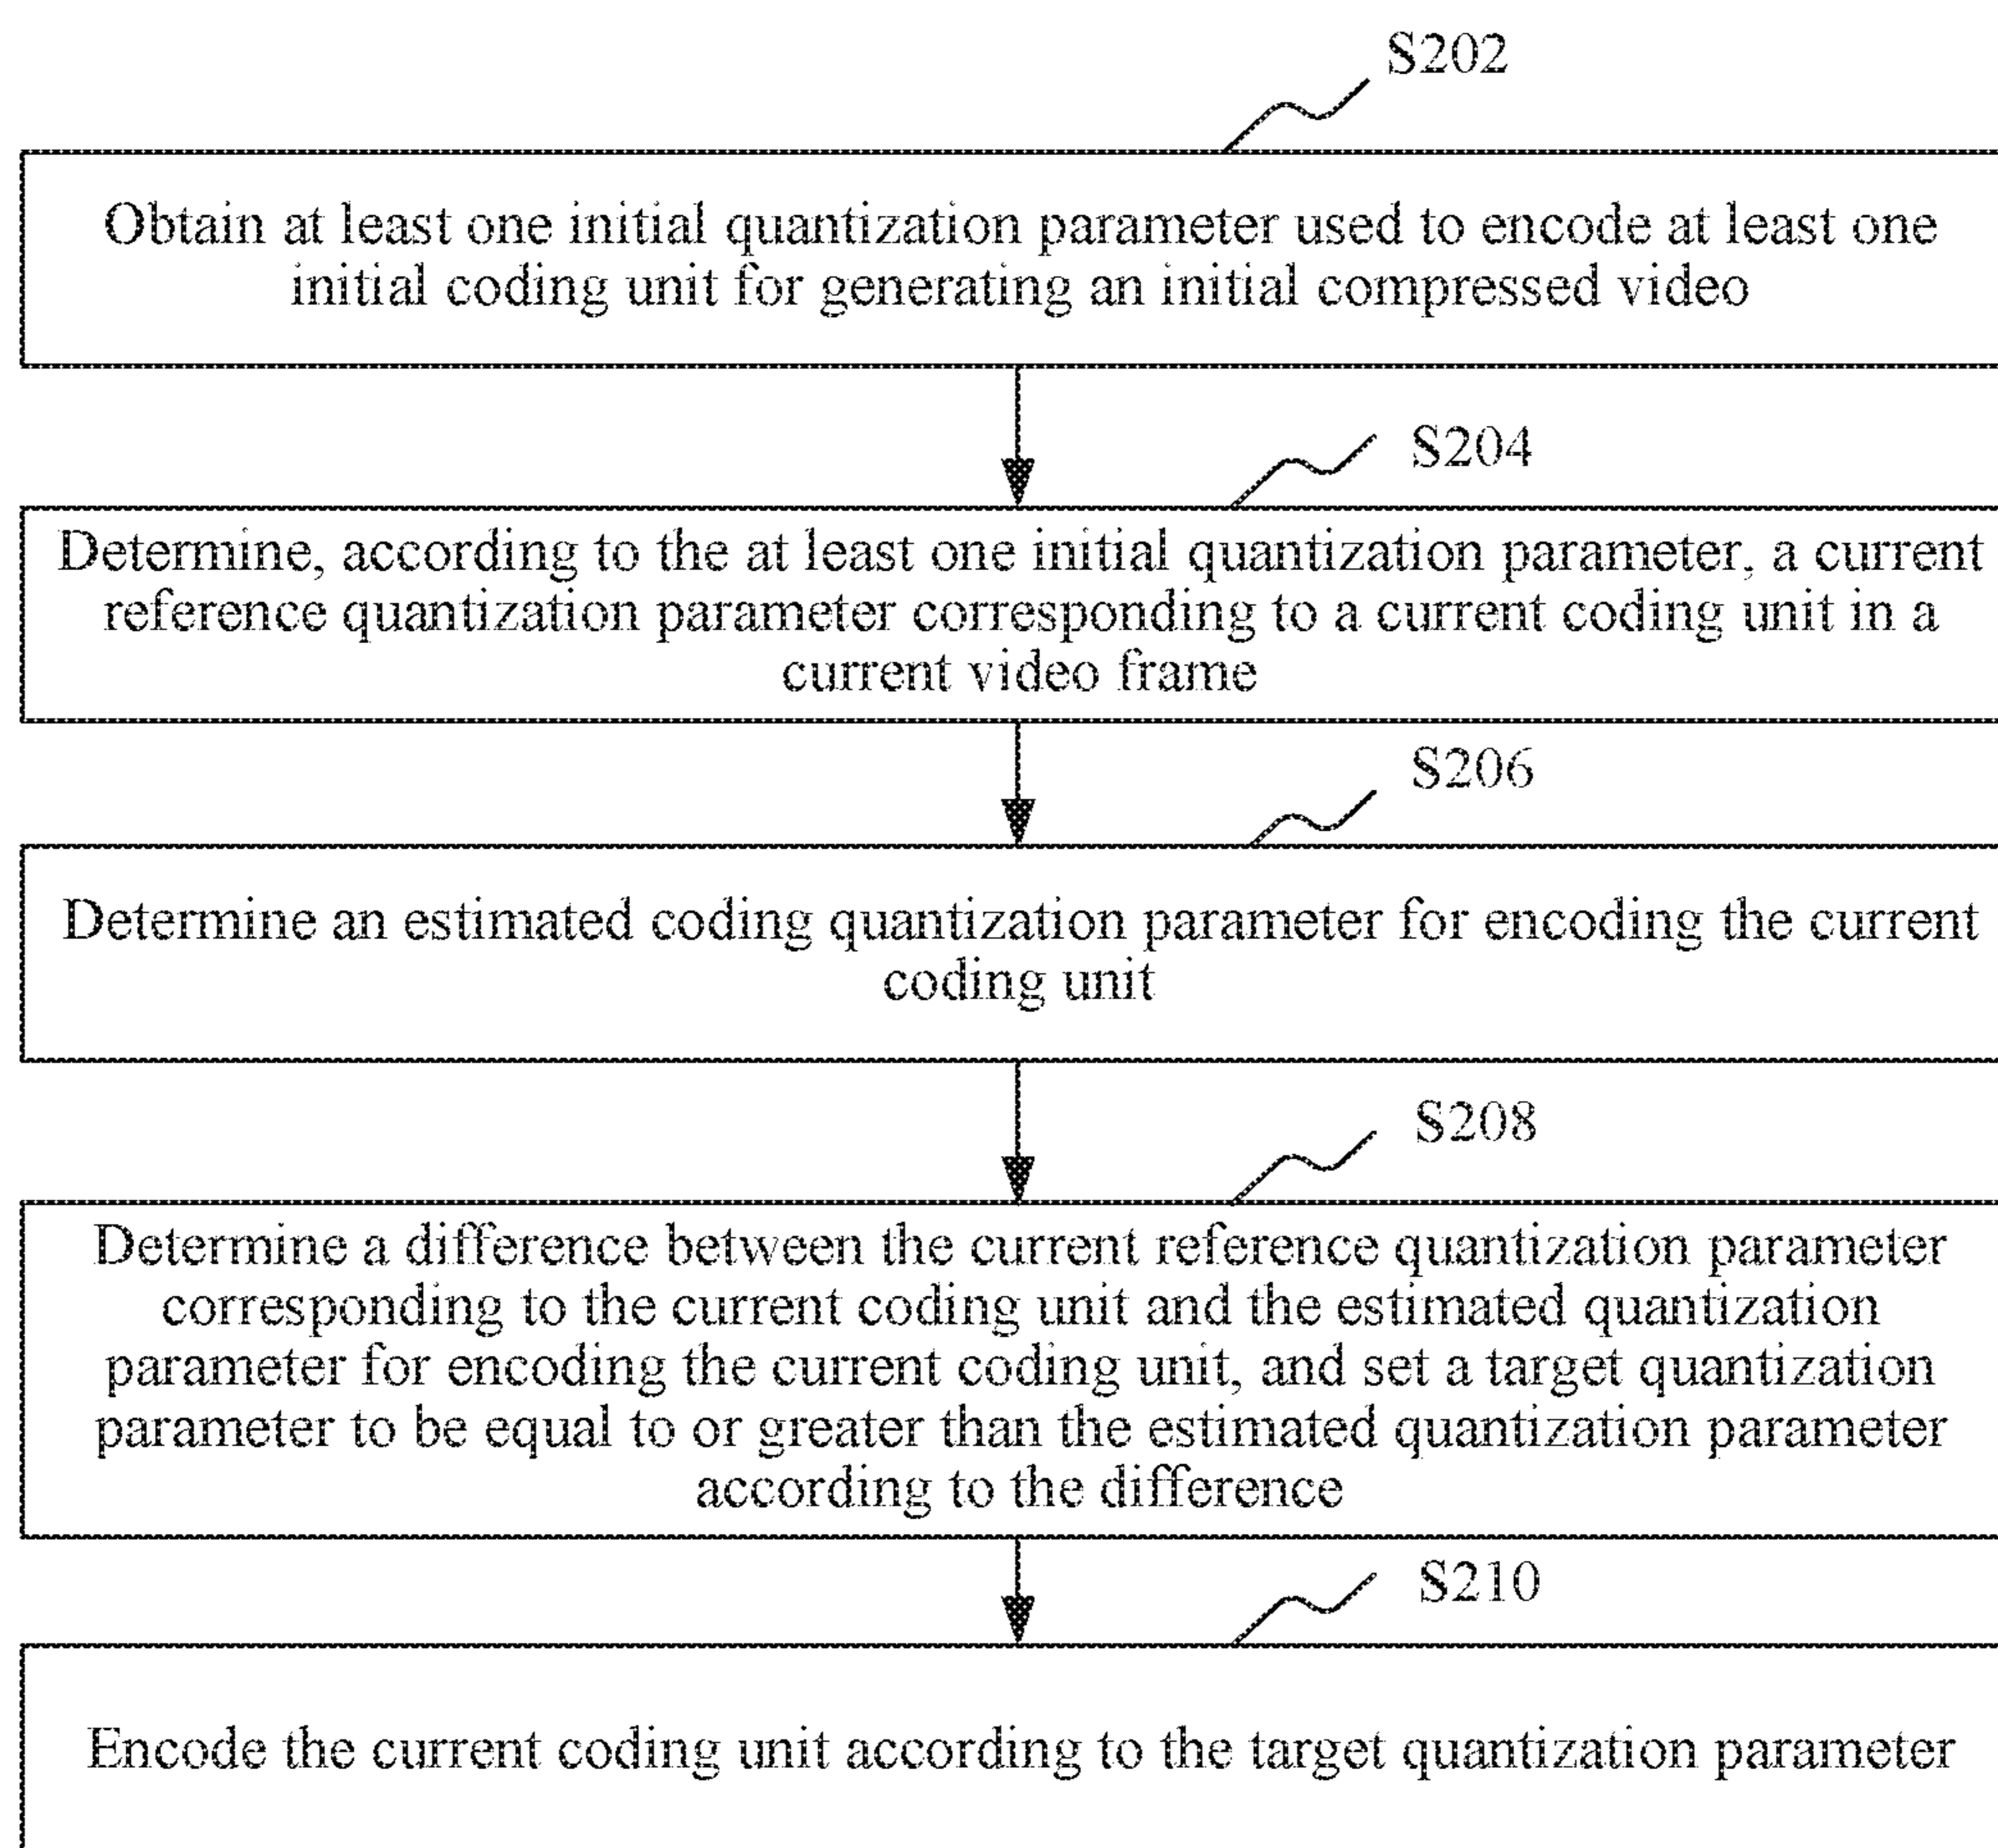 S202
Obtain at least one initial quantization parameter used to encode at least one
initial coding unit for generating an initial compressed video
S204
Determine, according to the at least one initial quantization parameter, a current
reference quantization parameter corresponding to a current coding unit in a
current video frame
S206
Determine an estimated coding quantization parameter for encoding the current
coding unit
S208
Determine a difference between the current reference quantization parameter
corresponding to the current coding unit and the estimated quantization
parameter for encoding the current coding unit, and set a target quantization
parameter to be equal to or greater than the estimated quantization parameter
according to the difference
S210
Encode the current coding unit according to the target quantization parameter